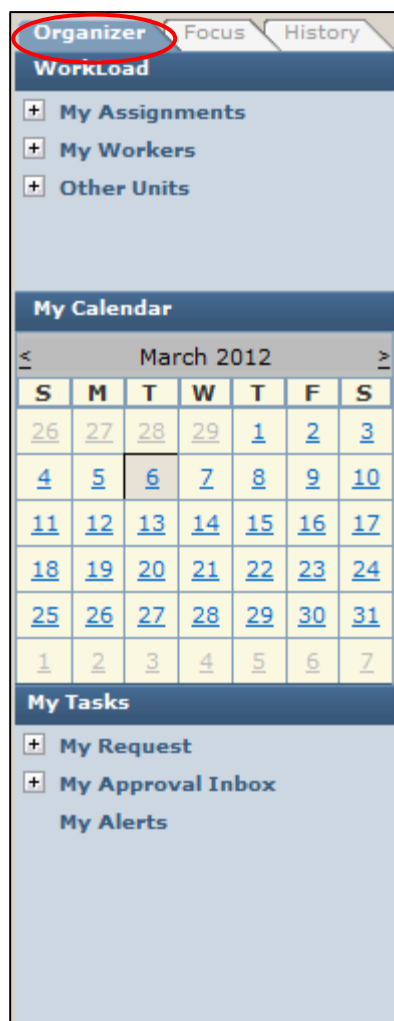 Organizer Focus History
WorkLoad
+ My Assignments
+ My Workers
+ Other Units
My Calendar
< March 2012 >
S M T W T F S
26 27 28 29 1 2 3
4 5 6 7 8 9 10
11 12 13 14 15 16 17
18 19 20 21 22 23 24
25 26 27 28 29 30 31
1 2 3 4 5 6 7
My Tasks
+ My Request
+ My Approval Inbox
My Alerts